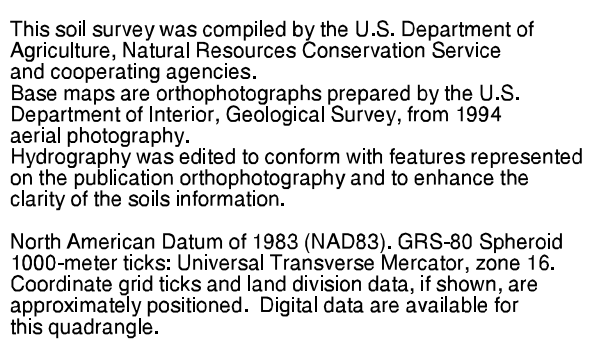 This soil survey was compiled by the U.S. Department of
Agriculture, Natural Resources Conservation Service
and cooperating agencies.
Base maps are orthophotographs prepared by the U.S.
Department of Interior, Geological Survey, from 1994
aerial photography.
Hydrography was edited to conform with features represented
on the publication orthophotography and to enhance the
clarity of the soils information.
North American Datum of 1983 (NAD83). GRS-80 Spheroid
1000-meter ticks: Universal Transverse Mercator, zone 16.
Coordinate grid ticks and land division data, if shown, are
approximately positioned.  Digital data are available for
this quadrangle.